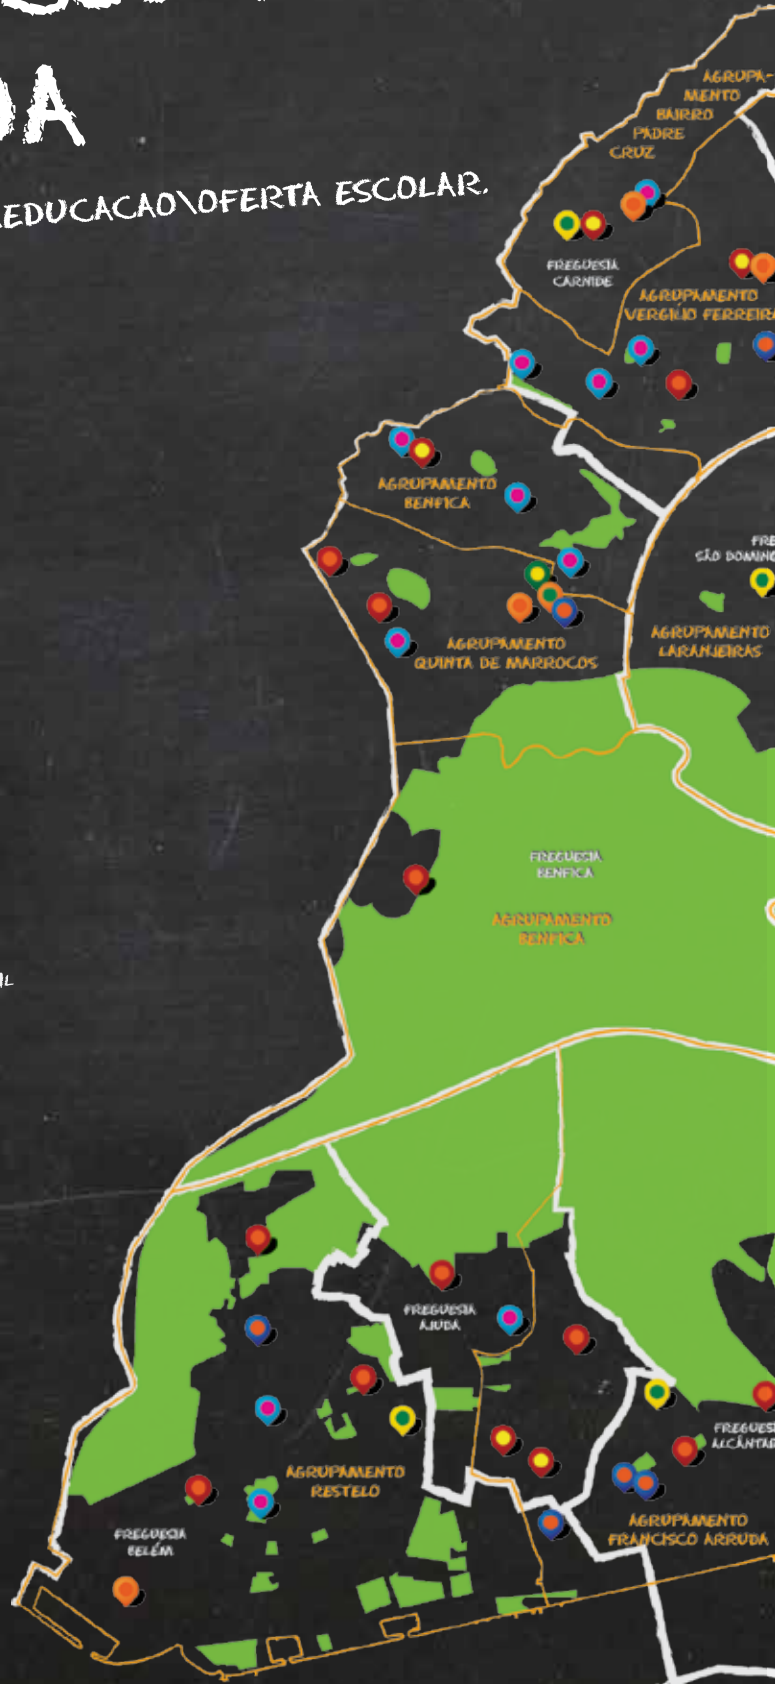 DA
EDUCACAO\OFERTA ESCOLAR.
AGRUPA-
MENTO
BAIRRO
PADRE
CRUZ
FREGUESIA
CARNIDE
AGRUPAMENTO
VERGÍLIO FERREIRA
AGRUPAMENTO
BENFICA
FRE
SÃO DOMING
AGRUPAMENTO
LARANJEIRAS
AGRUPAMENTO
QUINTA DE MARROCOS
FREGUESIA
BENFICA
AGRUPAMENTO
BENFICA
IL
FREGUESIA
AJUDA
FREGUESI
ALCÂNTAR
AGRUPAMENTO
RESTELO
AGRUPAMENTO
FRANCISCO ARRUDA
FREGUESIA
BELÉM